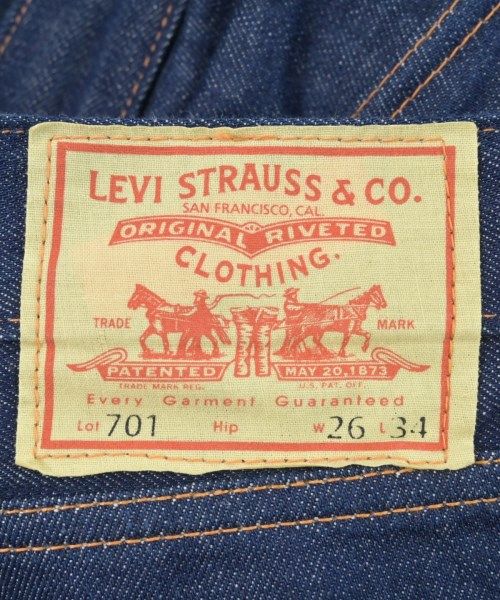 LEVI STRAUSS & CO.
SAN FRANCISCO, CAL.
ORIGINAL RIVETED
CLOTHING.
TRADE MARK
PATENTED MAY 20, 1873
TRADE MARK REG. U.S. PAT. OFF.
Every Garment Guaranteed
Lot 701 Hip W 26 L 34